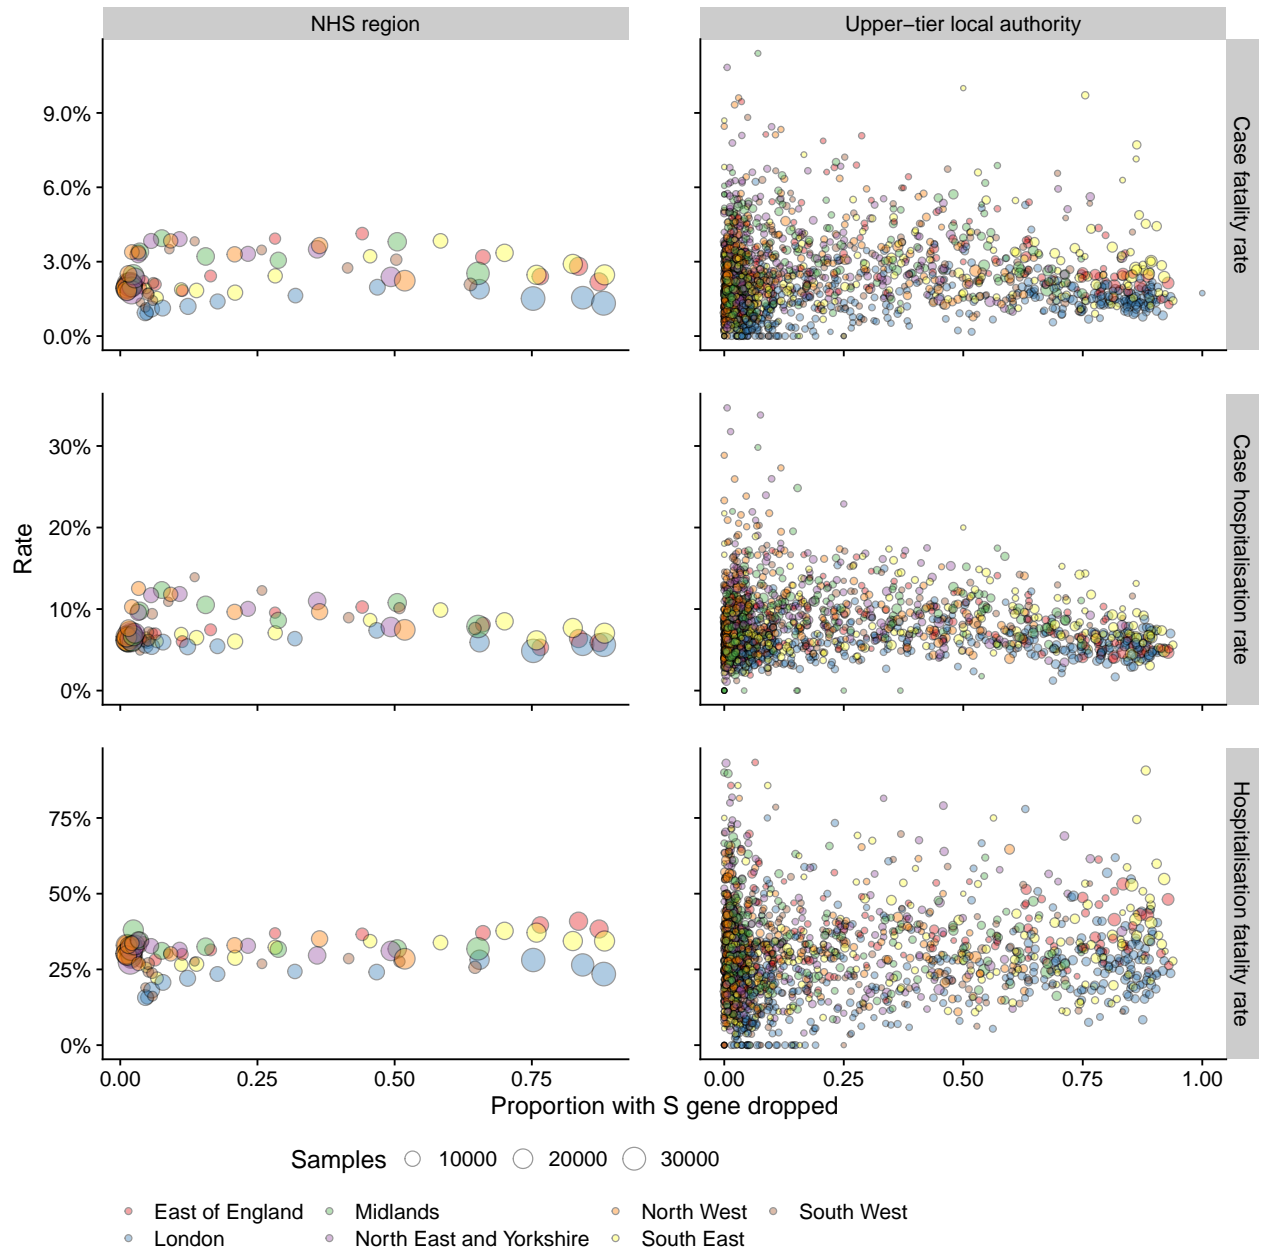 NHS region
Upper−tier local authority
9.0%
6.0%
3.0%
0.0%
Case fatality rate
30%
20%
10%
0%
Case hospitalisation rate
Rate
75%
50%
25%
0%
Hospitalisation fatality rate
0.00 0.25 0.50 0.75
0.00 0.25 0.50 0.75 1.00
Proportion with S gene dropped
Samples 10000 20000 30000
East of England Midlands North West South West
London North East and Yorkshire South East